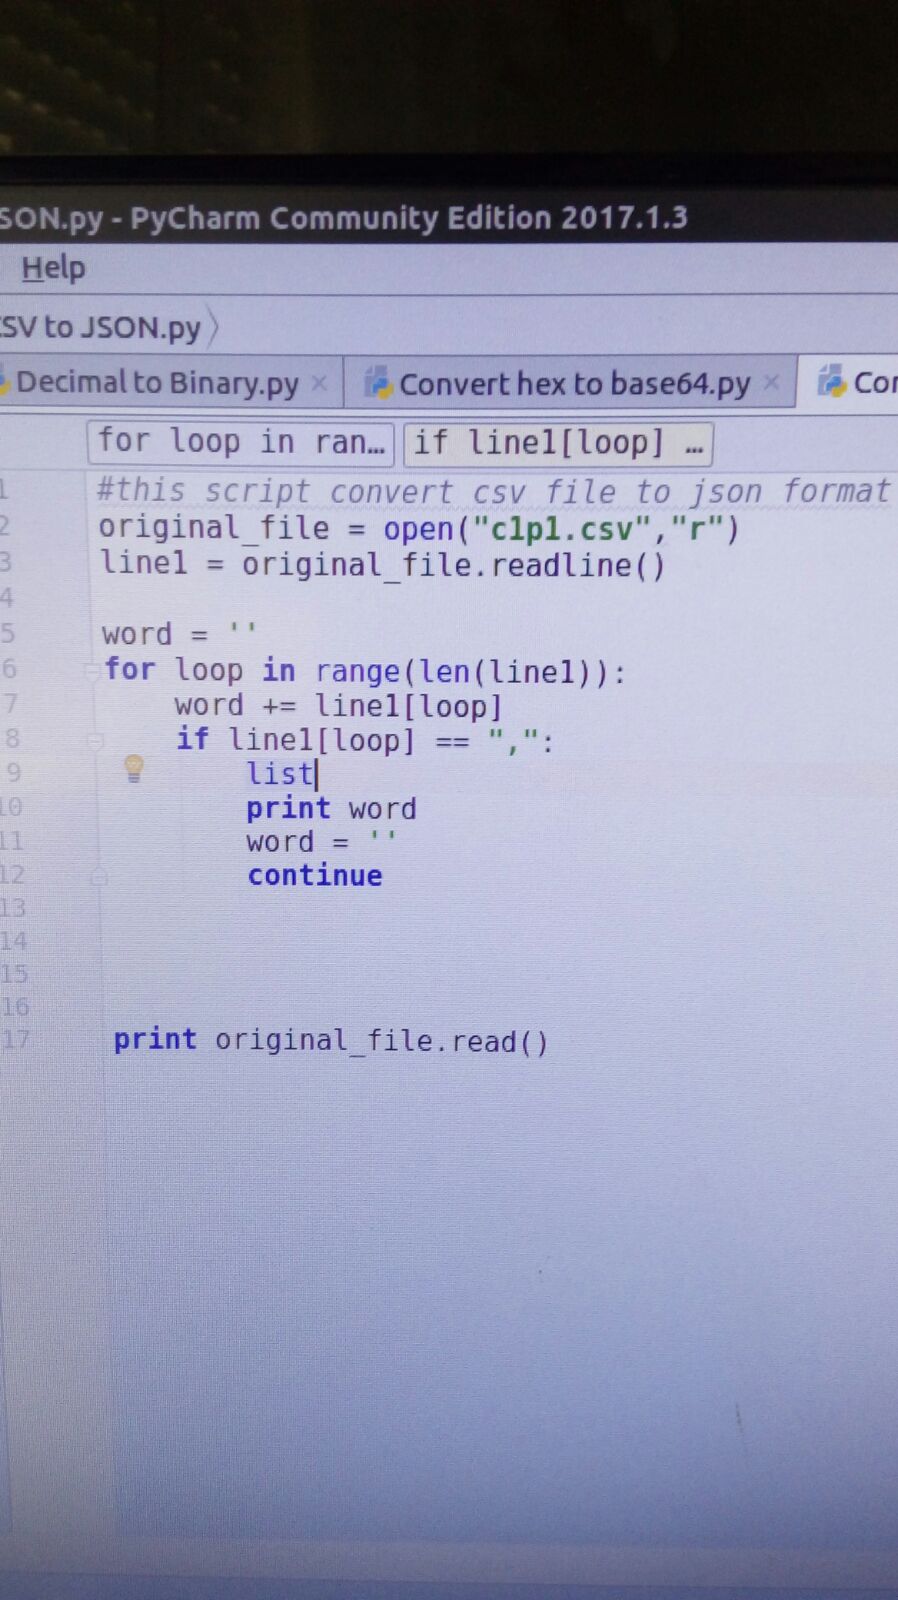 SON.py - PyCharm Community Edition 2017.1.3
Help
SV to JSON.py
Decimal to Binary.py × Convert hex to base64.py × Con
for loop in ran… if line1[loop] …
1 #this script convert csv file to json format
2 original_file = open("c1p1.csv","r")
3 line1 = original_file.readline()
4
5 word = ''
6 for loop in range(len(line1)):
7 word += line1[loop]
8 if line1[loop] == ",":
9 list
10 print word
11 word = ''
12 continue
13
14
15
16
17 print original_file.read()